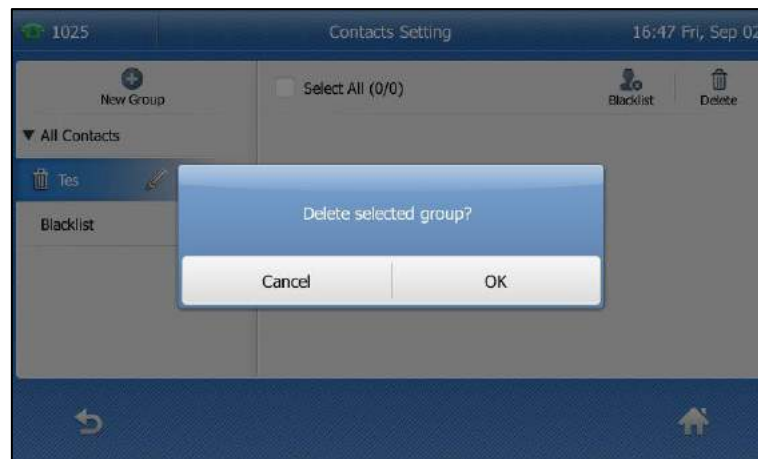 1025 Contacts Setting 16:47 Fri, Sep 02
New Group
Select All (0/0)
Blacklist Delete
▼ All Contacts
Tes
Blacklist
Delete selected group?
Cancel OK